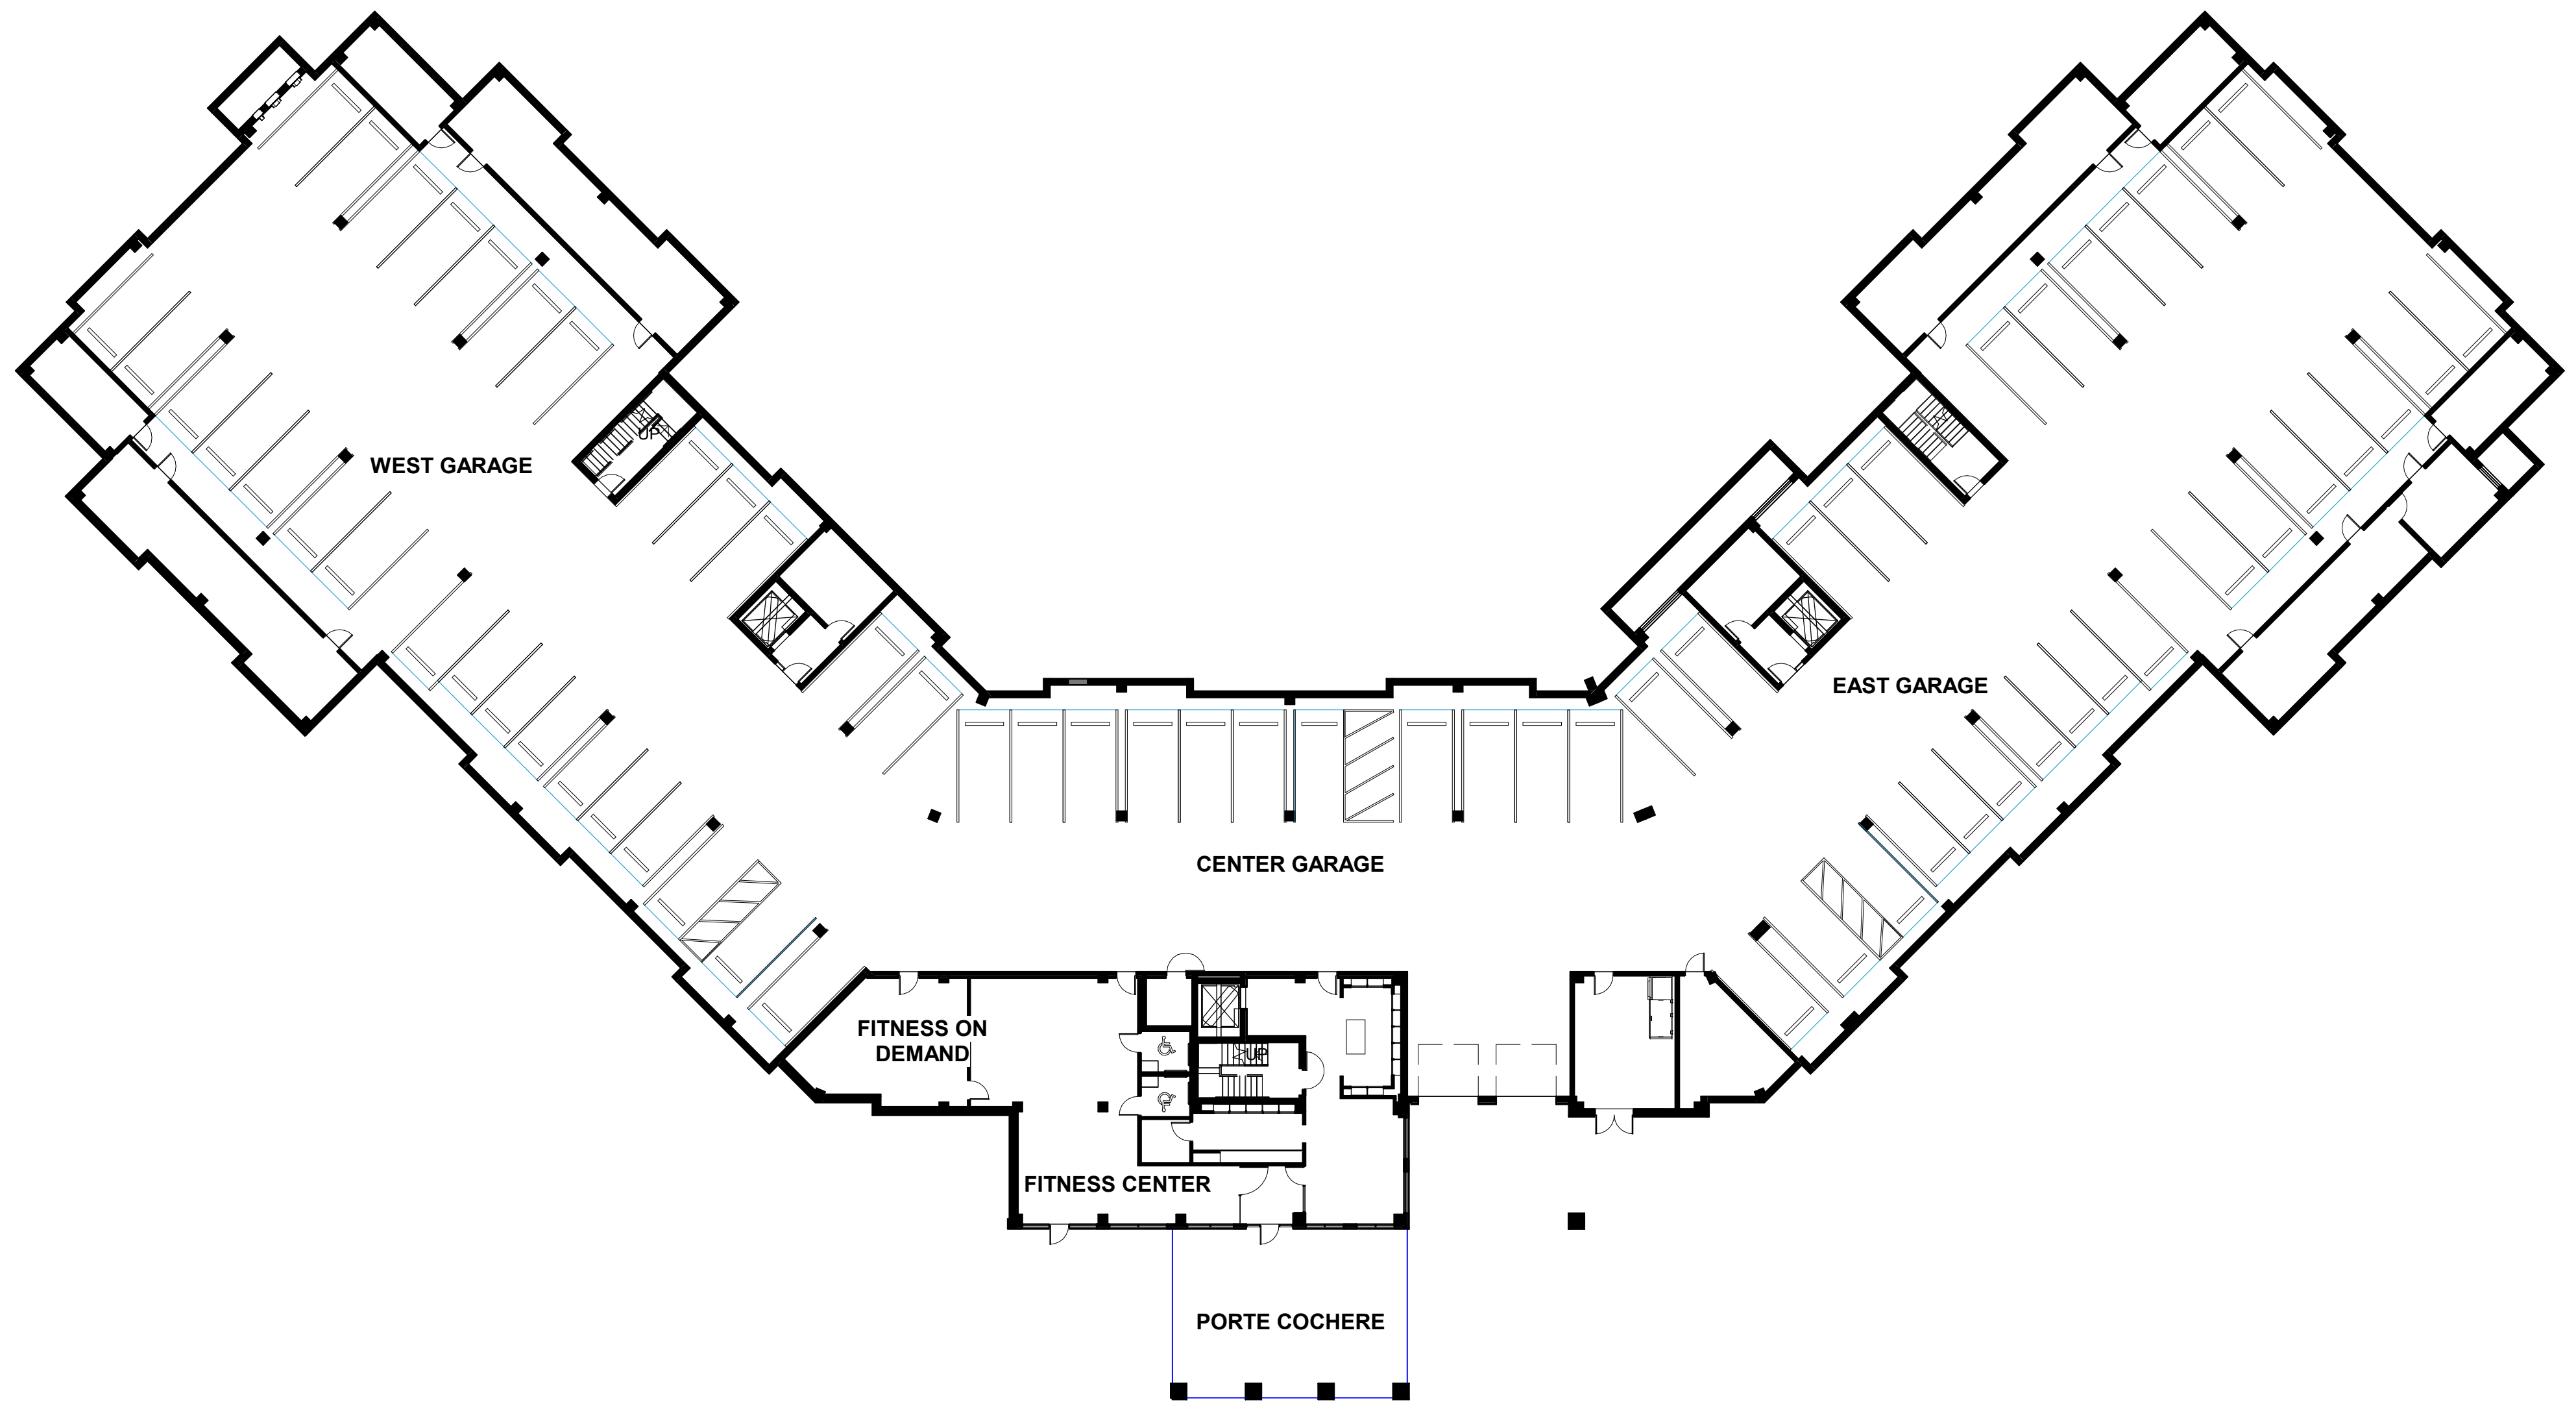 UP
WEST GARAGE
EAST GARAGE
CENTER GARAGE
FITNESS ON
DEMAND
UP
FITNESS CENTER
PORTE COCHERE